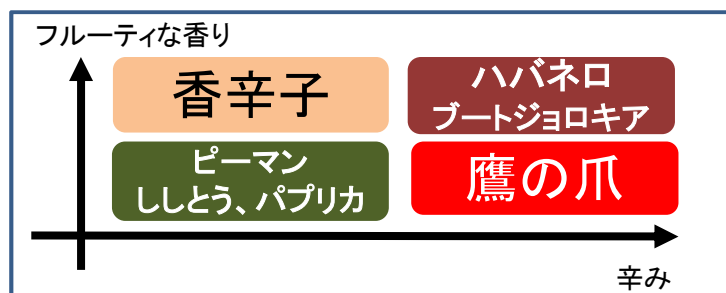 フルーティな香り
香辛子
ハバネロ
ブートジョロキア
ピーマン
ししとう、パプリカ
鷹の爪
辛み